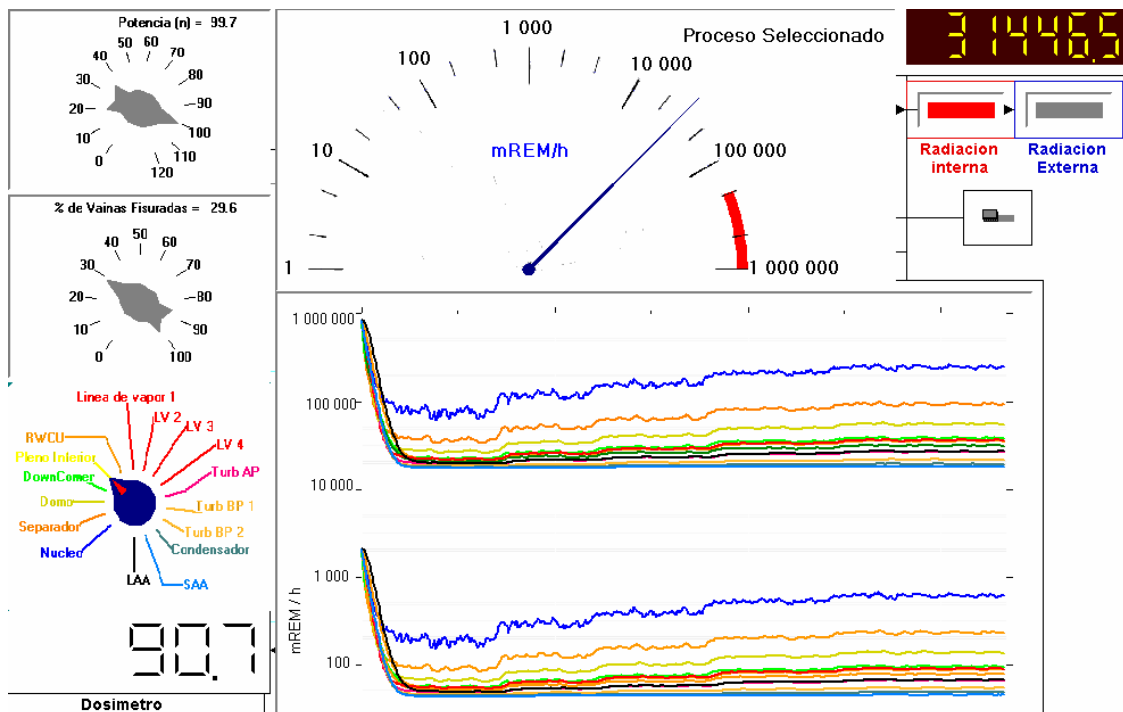 Potencia (n) = 99.7
0
10
20
30
40
50
60
70
80
90
100
110
120
% de Vainas Fisuradas = 29.6
0
10
20
30
40
50
60
70
80
90
100
Linea de vapor 1
LV 2
LV 3
LV 4
RWCU
Pleno Inferior
DownComer
Domo
Separador
Nucleo
LAA
SAA
Condensador
Turb BP 2
Turb BP 1
Turb AP
90.7
Dosimetro
Proceso Seleccionado
1
10
100
1 000
10 000
100 000
1 000 000
mREM/h
31446.5
Radiacion interna
Radiacion Externa
1 000 000
100 000
10 000
1 000
100
mREM / h